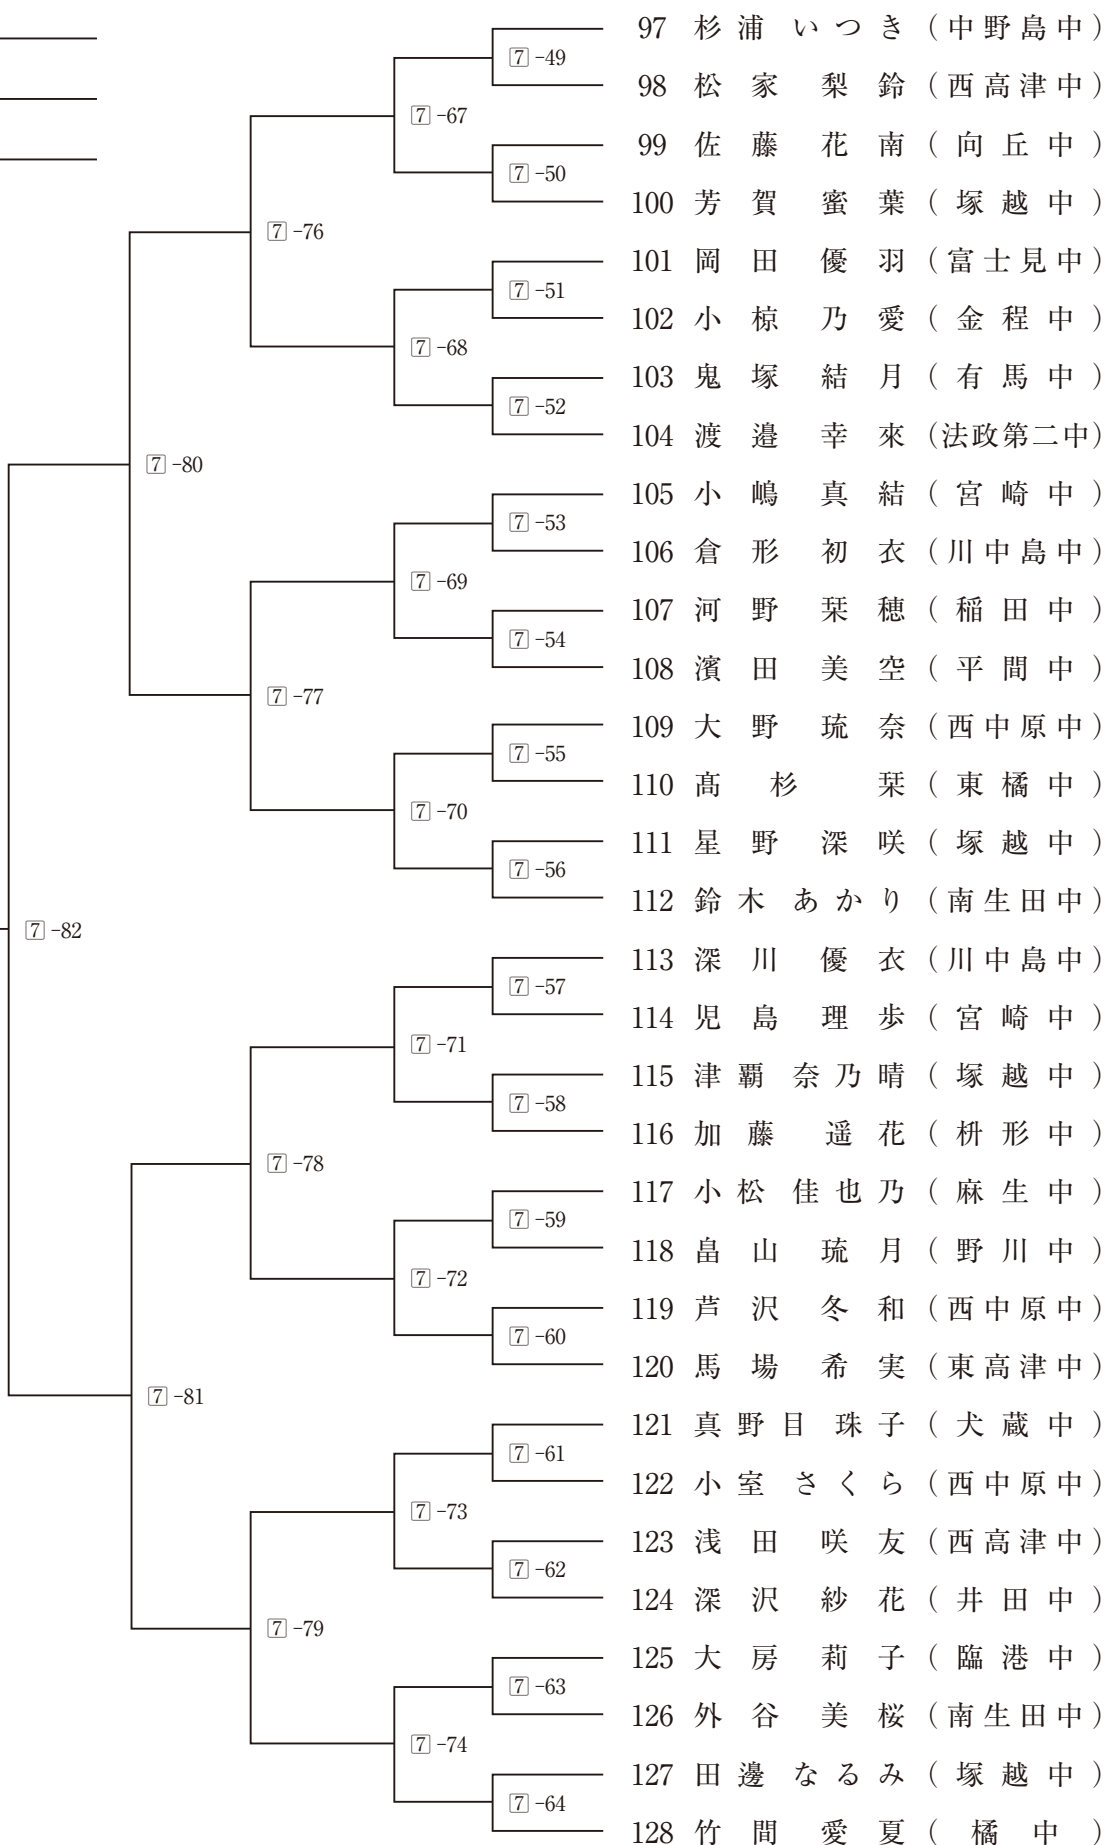 97 杉浦 いつき (中野島中)
7-49
98 松家 梨鈴 (西高津中)
7-67
99 佐藤 花南 (向丘中)
7-50
100 芳賀 蜜葉 (塚越中)
7-76
101 岡田 優羽 (富士見中)
7-51
102 小椋 乃愛 (金程中)
7-68
103 鬼塚 結月 (有馬中)
7-52
104 渡邉 幸來 (法政第二中)
7-80
105 小嶋 真結 (宮崎中)
7-53
106 倉形 初衣 (川中島中)
7-69
107 河野 栞穂 (稲田中)
7-54
108 濱田 美空 (平間中)
7-77
109 大野 琉奈 (西中原中)
7-55
110 髙杉 栞 (東橘中)
7-70
111 星野 深咲 (塚越中)
7-56
112 鈴木 あかり (南生田中)
7-82
113 深川 優衣 (川中島中)
7-57
114 児島 理歩 (宮崎中)
7-71
115 津覇 奈乃晴 (塚越中)
7-58
116 加藤 遥花 (枡形中)
7-78
117 小松 佳也乃 (麻生中)
7-59
118 畠山 琉月 (野川中)
7-72
119 芦沢 冬和 (西中原中)
7-60
120 馬場 希実 (東高津中)
7-81
121 真野目 珠子 (犬蔵中)
7-61
122 小室 さくら (西中原中)
7-73
123 浅田 咲友 (西高津中)
7-62
124 深沢 紗花 (井田中)
7-79
125 大房 莉子 (臨港中)
7-63
126 外谷 美桜 (南生田中)
7-74
127 田邊 なるみ (塚越中)
7-64
128 竹間 愛夏 (橘中)